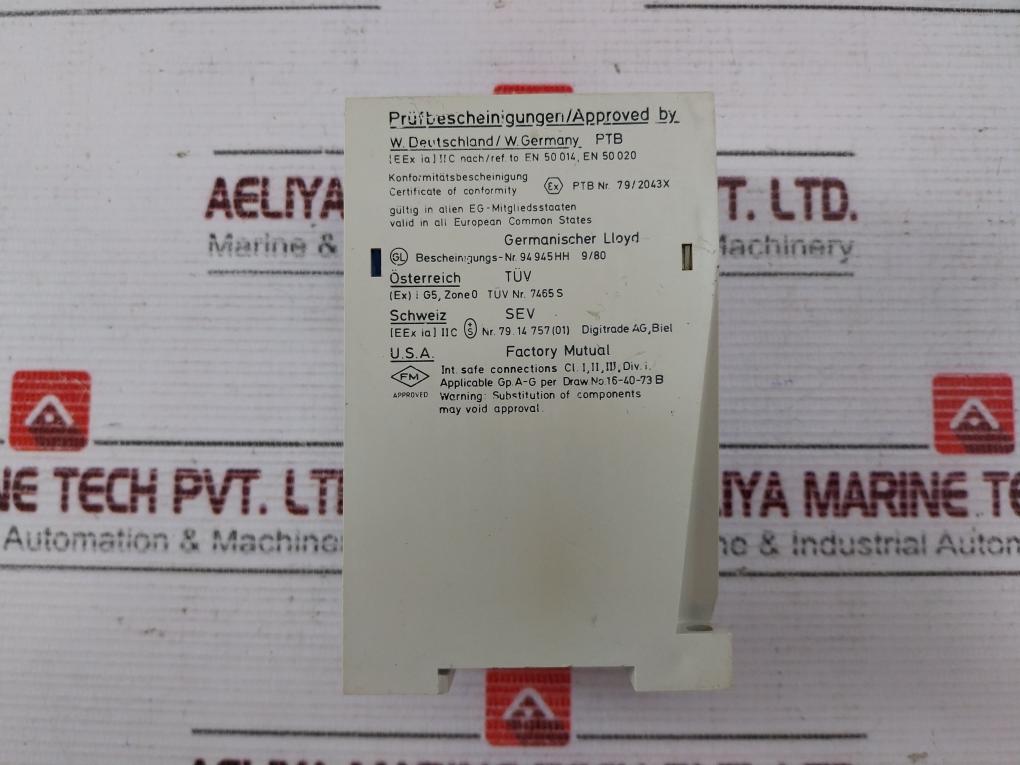 Prüfbescheinigungen/Approved by
W. Deutschland / W. Germany PTB
[EEx ia] IIC nach/ref. to EN 50 014, EN 50 020
Konformitätsbescheinigung
Certificate of conformity Ex PTB Nr. 79/2043X
gültig in allen EG-Mitgliedsstaaten
valid in all European Common States
Germanischer Lloyd
GL Bescheinigungs-Nr. 94 945 HH 9/80
Österreich TÜV
(Ex) i G5, Zone 0 TÜV Nr. 7465 S
Schweiz SEV
[EEx ia] IIC S Nr. 79.14 757 (01) Digitrade AG, Biel
U.S.A. Factory Mutual
FM APPROVED
Int. safe connections Cl. I, II, III, Div. i.
Applicable Gp. A-G per Draw. No. 16-40-73 B
Warning: Substitution of components
may void approval.
AELIYA T. LTD.
Marine & Machinery
NE TECH PVT. LT ELIYA MARINE TE
Automation & Machine ne & Industrial Autom